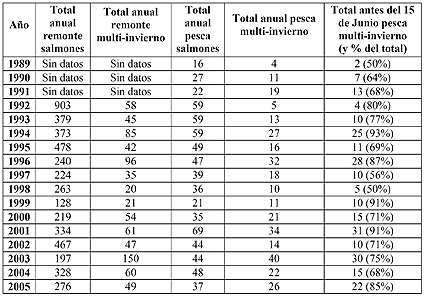 Año | Total anual remonte salmones | Total anual remonte multi-invierno | Total anual pesca salmones | Total anual pesca multi-invierno | Total antes del 15 de Junio pesca multi-invierno (y % del total)
1989 | Sin datos | Sin datos | 16 | 4 | 2 (50%)
1990 | Sin datos | Sin datos | 27 | 11 | 7 (64%)
1991 | Sin datos | Sin datos | 22 | 19 | 13 (68%)
1992 | 903 | 58 | 59 | 5 | 4 (80%)
1993 | 379 | 45 | 59 | 13 | 10 (77%)
1994 | 373 | 85 | 59 | 27 | 25 (93%)
1995 | 478 | 42 | 49 | 16 | 11 (69%)
1996 | 240 | 96 | 47 | 32 | 28 (87%)
1997 | 224 | 35 | 39 | 18 | 10 (56%)
1998 | 263 | 20 | 36 | 10 | 5 (50%)
1999 | 128 | 21 | 21 | 11 | 10 (91%)
2000 | 219 | 54 | 35 | 21 | 15 (71%)
2001 | 334 | 61 | 69 | 34 | 31 (91%)
2002 | 467 | 47 | 44 | 14 | 10 (71%)
2003 | 197 | 150 | 44 | 40 | 30 (75%)
2004 | 328 | 60 | 48 | 22 | 15 (68%)
2005 | 276 | 49 | 37 | 26 | 22 (85%)